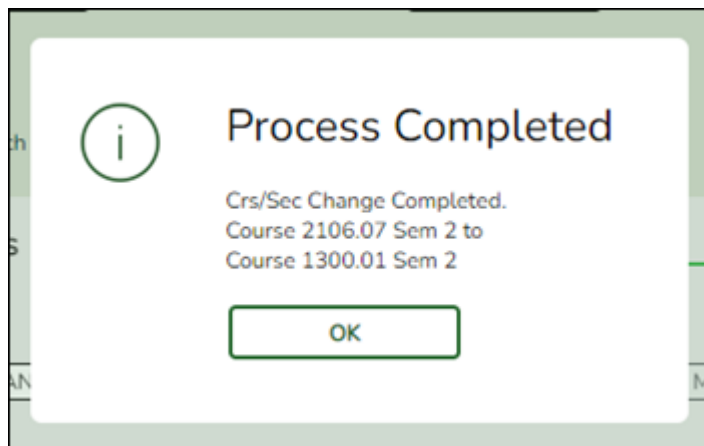 Process Completed
Crs/Sec Change Completed.
Course 2106.07 Sem 2 to
Course 1300.01 Sem 2
OK